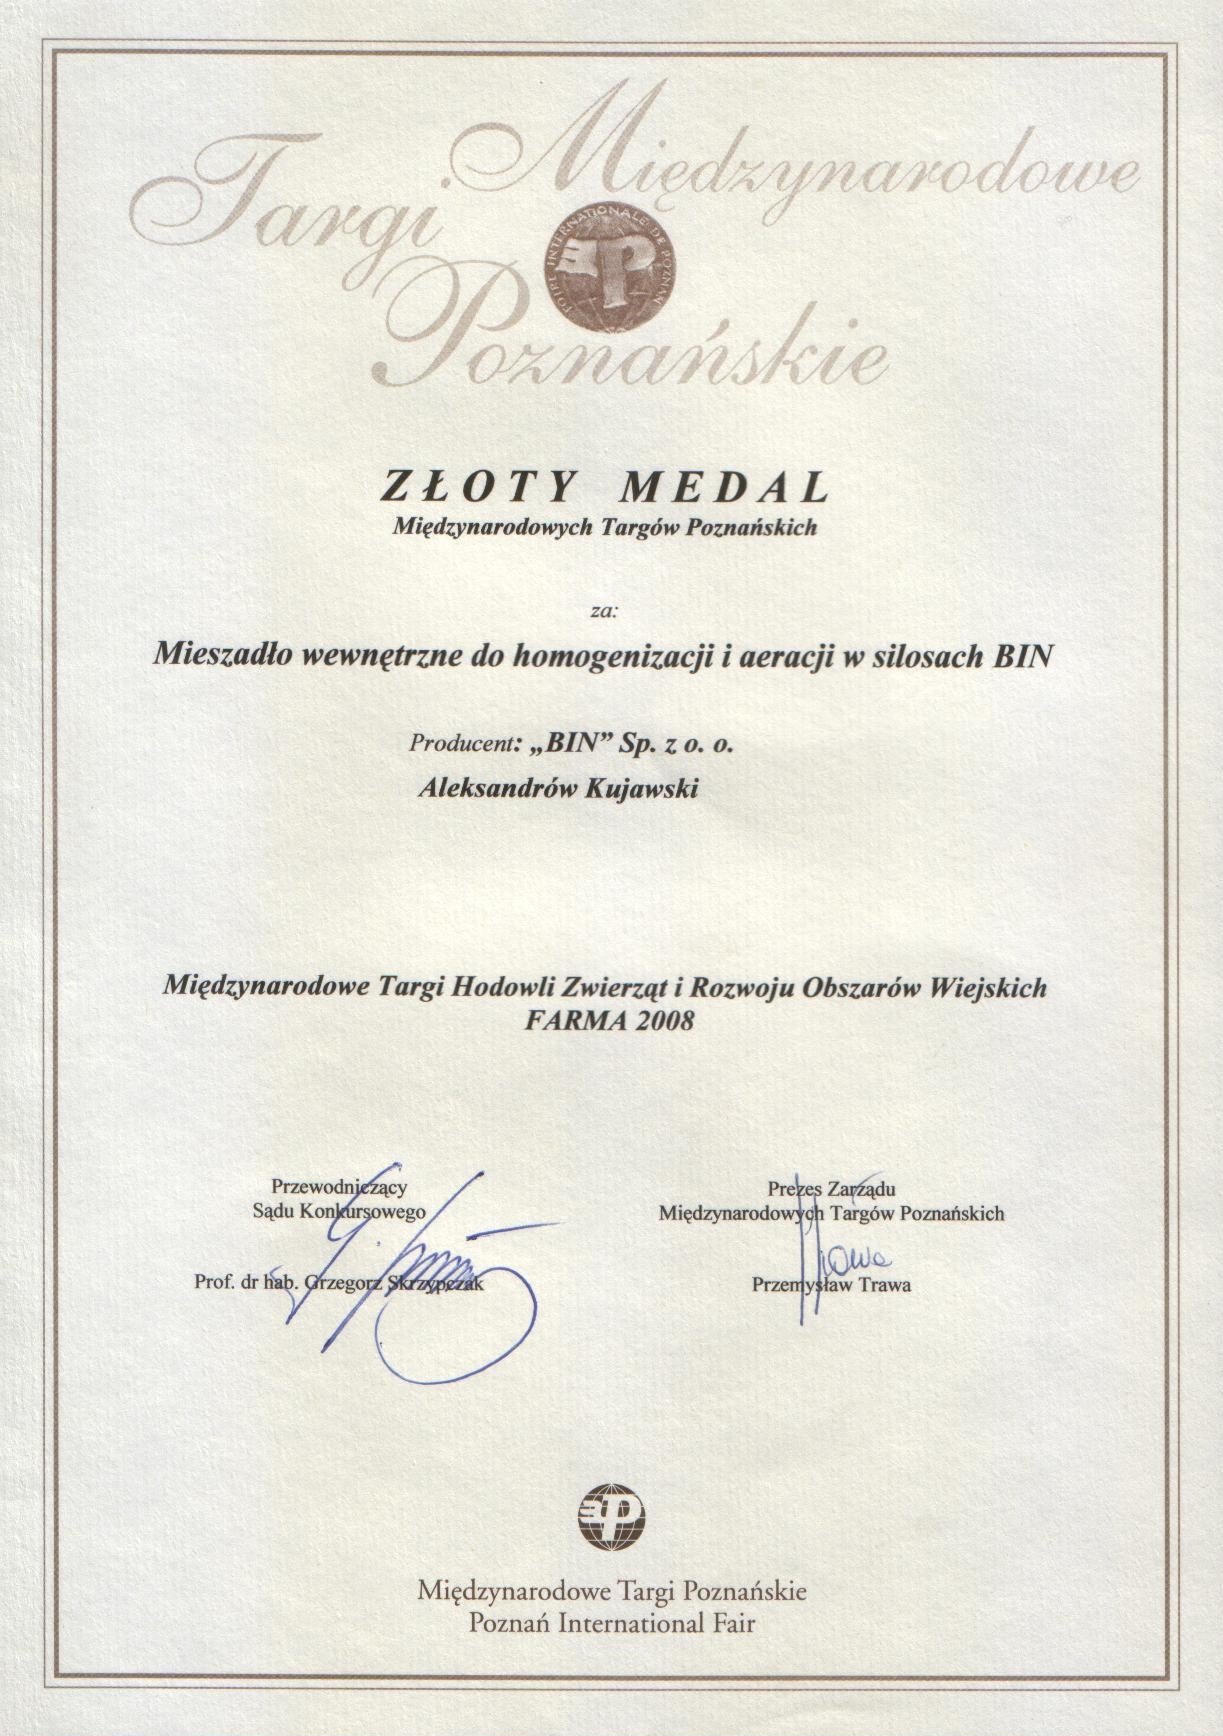 Międzynarodowe
Targi
Poznańskie
FOIRE INTERNATIONALE DE POZNAŃ
ZŁOTY MEDAL
Międzynarodowych Targów Poznańskich
za:
Mieszadło wewnętrzne do homogenizacji i aeracji w silosach BIN
Producent: „BIN” Sp. z o. o.
Aleksandrów Kujawski
Międzynarodowe Targi Hodowli Zwierząt i Rozwoju Obszarów Wiejskich
FARMA 2008
Przewodniczący
Sądu Konkursowego
Prof. dr hab. Grzegorz Skrzypczak
Prezes Zarządu
Międzynarodowych Targów Poznańskich
Przemysław Trawa
Międzynarodowe Targi Poznańskie
Poznań International Fair